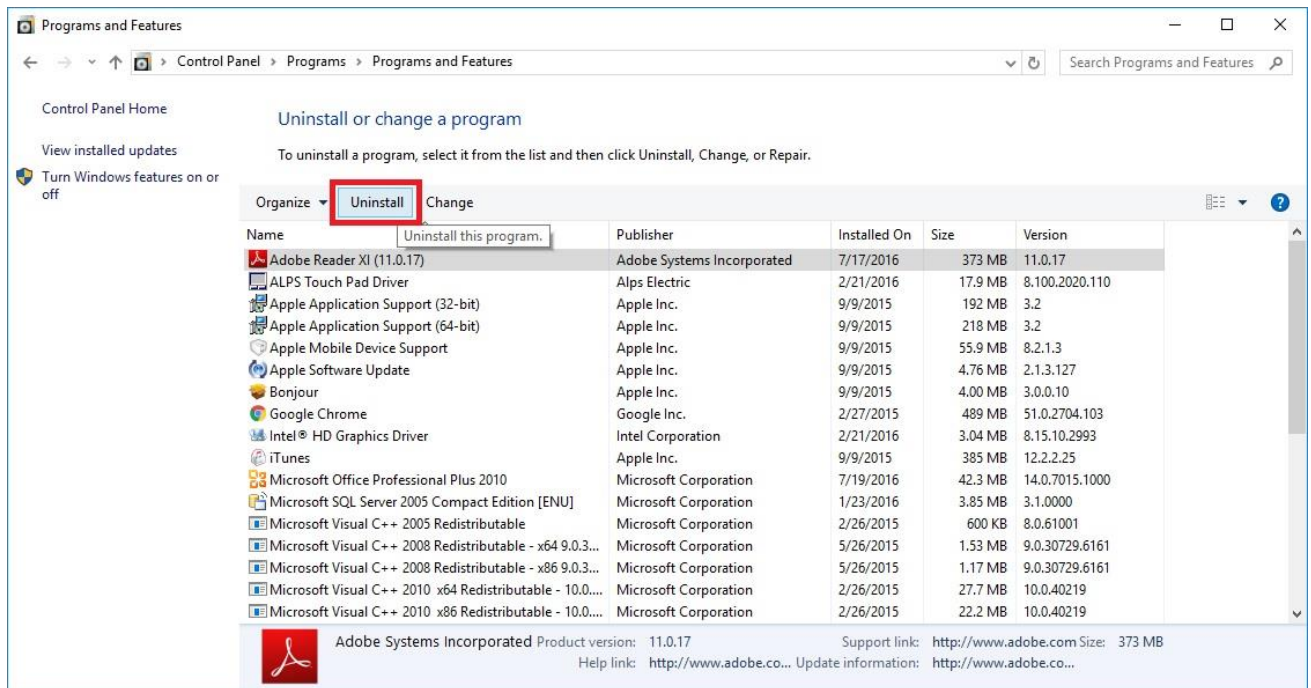 Programs and Features
Control Panel > Programs > Programs and Features
Search Programs and Features
Control Panel Home
View installed updates
Turn Windows features on or
off
Uninstall or change a program
To uninstall a program, select it from the list and then click Uninstall, Change, or Repair.
Organize Uninstall Change
Name Publisher Installed On Size Version
Uninstall this program.
Adobe Reader XI (11.0.17) Adobe Systems Incorporated 7/17/2016 373 MB 11.0.17
ALPS Touch Pad Driver Alps Electric 2/21/2016 17.9 MB 8.100.2020.110
Apple Application Support (32-bit) Apple Inc. 9/9/2015 192 MB 3.2
Apple Application Support (64-bit) Apple Inc. 9/9/2015 218 MB 3.2
Apple Mobile Device Support Apple Inc. 9/9/2015 55.9 MB 8.2.1.3
Apple Software Update Apple Inc. 9/9/2015 4.76 MB 2.1.3.127
Bonjour Apple Inc. 9/9/2015 4.00 MB 3.0.0.10
Google Chrome Google Inc. 2/27/2015 489 MB 51.0.2704.103
Intel® HD Graphics Driver Intel Corporation 2/21/2016 3.04 MB 8.15.10.2993
iTunes Apple Inc. 9/9/2015 385 MB 12.2.2.25
Microsoft Office Professional Plus 2010 Microsoft Corporation 7/19/2016 42.3 MB 14.0.7015.1000
Microsoft SQL Server 2005 Compact Edition [ENU] Microsoft Corporation 1/23/2016 3.85 MB 3.1.0000
Microsoft Visual C++ 2005 Redistributable Microsoft Corporation 2/26/2015 600 KB 8.0.61001
Microsoft Visual C++ 2008 Redistributable - x64 9.0.3... Microsoft Corporation 5/26/2015 1.53 MB 9.0.30729.6161
Microsoft Visual C++ 2008 Redistributable - x86 9.0.3... Microsoft Corporation 5/26/2015 1.17 MB 9.0.30729.6161
Microsoft Visual C++ 2010 x64 Redistributable - 10.0.... Microsoft Corporation 2/26/2015 27.7 MB 10.0.40219
Microsoft Visual C++ 2010 x86 Redistributable - 10.0.... Microsoft Corporation 2/26/2015 22.2 MB 10.0.40219
Adobe Systems Incorporated Product version: 11.0.17 Support link: http://www.adobe.com Size: 373 MB
Help link: http://www.adobe.co... Update information: http://www.adobe.co...